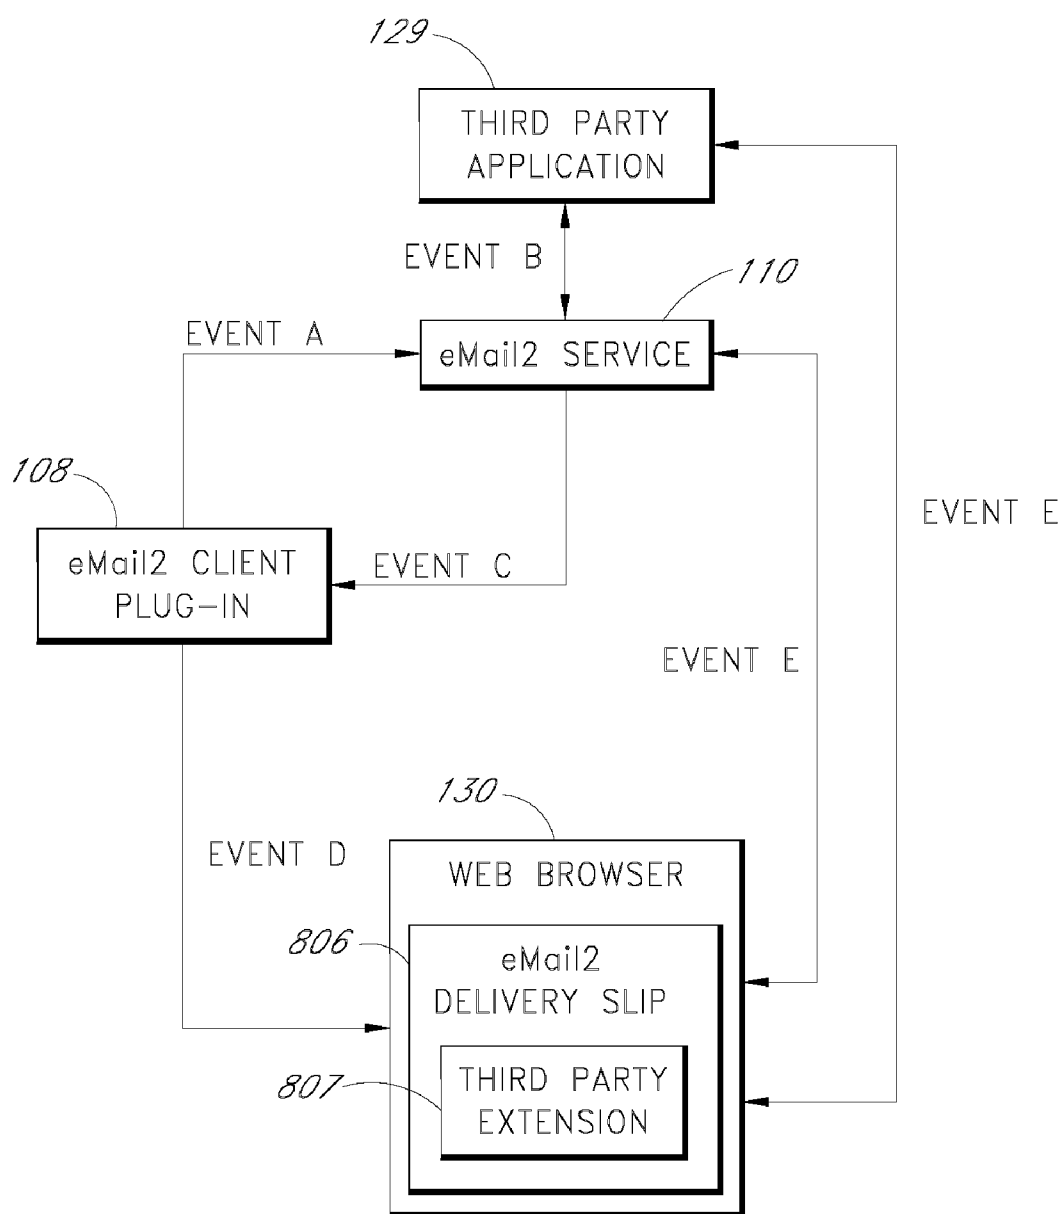 129
THIRD PARTY
APPLICATION
EVENT B
110
EVENT A
eMail2 SERVICE
108
eMail2 CLIENT
PLUG-IN
EVENT C
EVENT E
EVENT E
130
EVENT D
WEB BROWSER
806
eMail2
DELIVERY SLIP
807
THIRD PARTY
EXTENSION